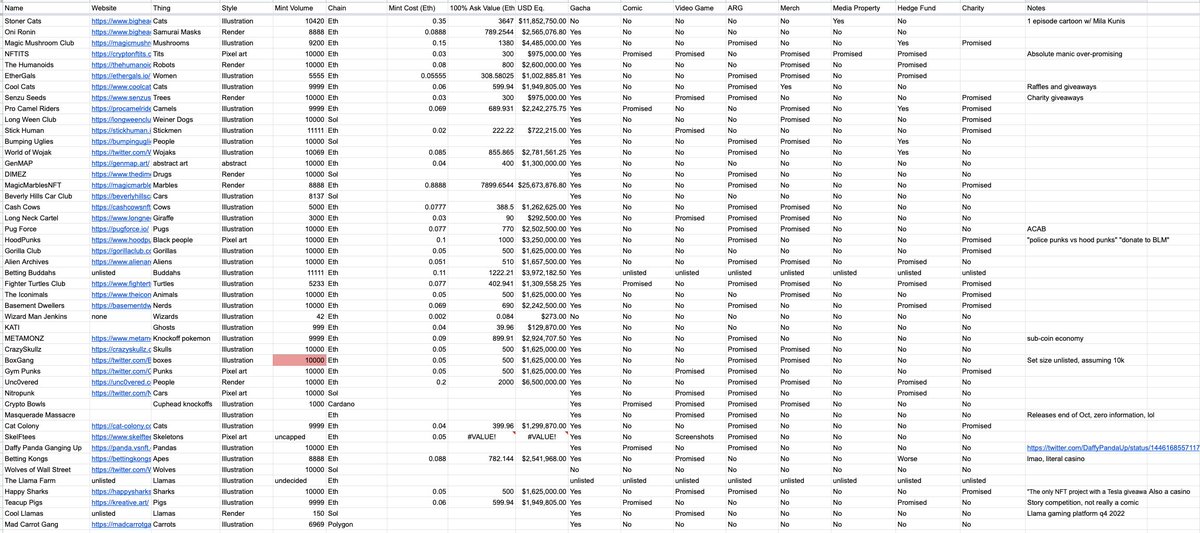 Name Website Thing Style Mint Volume Chain Mint Cost (Eth) 100% Ask Value (Eth USD Eq. Gacha Comic Video Game ARG Merch Media Property Hedge Fund Charity Notes
Stoner Cats https://www.bighea Cats Illustration 10420 Eth 0.35 3647 $11,852,750.00 Yes No No No No Yes No No 1 episode cartoon w/ Mila Kunis
Oni Ronin https://www.bighea Samurai Masks Render 8888 Eth 0.0888 789.2544 $2,565,076.80 Yes No No Promised Promised No No No
Magic Mushroom Club https://magicmushr Mushrooms Illustration 9200 Eth 0.15 1380 $4,485,000.00 Yes No No Promised No No Yes Promised
NFTITS https://cryptonftits.c Tits Pixel art 10000 Eth 0.03 300 $975,000.00 Yes No No Promised Promised Promised Promised Absolute manic over-promising
The Humanoids https://thehumanoid Robots Render 10000 Eth 0.08 800 $2,600,000.00 Yes No No Promised No No Promised
EtherGals https://ethergals.io/ Women Illustration 5555 Eth 0.05555 308.58025 $1,002,885.81 Yes No No Promised Promised No Promised
Cool Cats https://www.coolcat Cats Illustration 9999 Eth 0.06 599.94 $1,949,805.00 Yes No No Promised Yes No No No Raffles and giveaways
Senzu Seeds https://www.senzus Trees Render 10000 Eth 0.03 300 $975,000.00 Yes No Promised Promised No No No Promised Charity giveaways
Pro Camel Riders https://procamelride Camels Illustration 9999 Eth 0.069 689.931 $2,242,275.75 Yes Promised No Promised Promised No Yes Promised
Long Ween Club https://longweenclu Weiner Dogs Illustration 10000 Sol Yes No No No No No No Promised
Stick Human https://stickhuman.i Stickmen Illustration 11111 Eth 0.02 222.22 $722,215.00 Yes No Promised No No No No Promised
Bumping Uglies https://bumpinguglie People Illustration 10000 Sol Yes No No Promised Promised No Yes No
World of Wojak https://twitter.com/W Wojaks Illustration 10069 Eth 0.085 855.865 $2,781,561.25 Yes No No Promised Promised No Yes No
GenMAP https://genmap.art/ abstract art abstract 10000 Eth 0.04 400 $1,300,000.00 Yes No No No No No No No
DIMEZ https://www.thedime Drugs Render 10000 Sol Yes No No Promised No No No No
MagicMarblesNFT https://magicmarble Marbles Render 8888 Eth 0.8888 7899.6544 $25,673,876.80 Yes No No Promised Promised No No Promised
Beverly Hills Car Club https://beverlyhillsca Cars Illustration 8137 Sol Yes No No No No No No No
Cash Cows https://cashcowsnft Cows Illustration 5000 Eth 0.0777 388.5 $1,262,625.00 Yes No No Promised Promised No No No
Long Neck Cartel https://www.longnec Giraffe Illustration 3000 Eth 0.03 90 $292,500.00 Yes No Promised Promised Promised No No No
Pug Force https://pugforce.io/ Pugs Illustration 10000 Eth 0.077 770 $2,502,500.00 Yes No No Promised Promised No No No ACAB
HoodPunks https://www.hoodpu Black people Pixel art 10000 Eth 0.1 1000 $3,250,000.00 Yes No No No No No No Promised "police punks vs hood punks" "donate to BLM"
Gorilla Club https://gorillaclub.co Gorillas Illustration 10000 Eth 0.05 500 $1,625,000.00 Yes No No Promised No No No Promised
Alien Archives https://www.alienarc Aliens Illustration 10000 Eth 0.051 510 $1,657,500.00 Yes No No Promised Promised No No Promised
Betting Buddahs unlisted Buddahs Illustration 11111 Eth 0.11 1222.21 $3,972,182.50 Yes unlisted unlisted unlisted unlisted unlisted unlisted unlisted
Fighter Turtles Club https://www.fightert Turtles Illustration 5233 Eth 0.077 402.941 $1,309,558.25 Yes Promised No Promised Promised No No Promised
The Iconimals https://www.theicon Animals Illustration 10000 Eth 0.05 500 $1,625,000.00 Yes No No No Promised No No Promised
Basement Dwellers https://basementdw Nerds Illustration 10000 Eth 0.069 690 $2,242,500.00 Yes No No Promised No No Promised No
Wizard Man Jenkins none Wizards Illustration 42 Eth 0.002 0.084 $273.00 No No No No No No No No
KATI Ghosts Illustration 999 Eth 0.04 39.96 $129,870.00 Yes No No No No No No No
METAMONZ https://www.metam Knockoff pokemon Illustration 9999 Eth 0.09 899.91 $2,924,707.50 Yes No Promised Promised No No No No sub-coin economy
CrazySkullz https://crazyskullz.c Skulls Illustration 10000 Eth 0.05 500 $1,625,000.00 Yes No No Promised Promised No No No
BoxGang https://twitter.com/B boxes Illustration 10000 Eth 0.05 500 $1,625,000.00 Yes No No Promised Promised No No No Set size unlisted, assuming 10k
Gym Punks https://twitter.com/G Punks Pixel art 10000 Eth 0.05 500 $1,625,000.00 Yes No Promised Promised No No No Promised
Unc0vered https://unc0vered.c People Render 10000 Eth 0.2 2000 $6,500,000.00 Yes No No Promised Promised No Promised No
Nitropunk https://twitter.com/N Cars Pixel art 10000 Sol Yes No Promised Promised No No Promised No
Crypto Bowls Cuphead knockoffs Illustration 1000 Cardano Yes Promised Promised Promised Promised No No No
Masquerade Massacre Illustration Eth Yes No No No No No No No Releases end of Oct, zero information, lol
Cat Colony https://cat-colony.cc Cats Illustration 9999 Eth 0.04 399.96 $1,299,870.00 Yes No Promised Promised No No No Promised
SkelFtees https://www.skelftee Skeletons Pixel art uncapped Eth 0.05 #VALUE! #VALUE! Yes No Screenshots Promised No No No No
Daffy Panda Ganging Up https://panda.vsnft. Pandas Illustration 10000 Eth Yes Promised No Promised Promised No No No https://twitter.com/DaffyPandaUp/status/1446168557117
Betting Kongs https://bettingkongs Apes Illustration 8888 Eth 0.088 782.144 $2,541,968.00 Yes No Promised No No No Worse No lmao, literal casino
Wolves of Wall Street https://twitter.com/W Wolves Illustration 10000 Sol No No No No No No No No
The Llama Farm unlisted Llamas Illustration undecided Eth unlisted unlisted unlisted unlisted unlisted unlisted unlisted unlisted
Happy Sharks https://happysharks Sharks Illustration 10000 Eth 0.05 500 $1,625,000.00 Yes No No Promised Promised No No Promised "The only NFT project with a Tesla giveawa Also a casino
Teacup Pigs https://kreative.art/ Pigs Illustration 9999 Eth 0.06 599.94 $1,949,805.00 Yes Promised No Promised No No Promised No Story competition, not really a comic
Cool Llamas unlisted Llamas Render 150 Sol Yes No Promised No No No No No Llama gaming platform q4 2022
Mad Carrot Gang https://madcarrotga Carrots Illustration 6969 Polygon Yes No No No No No No No